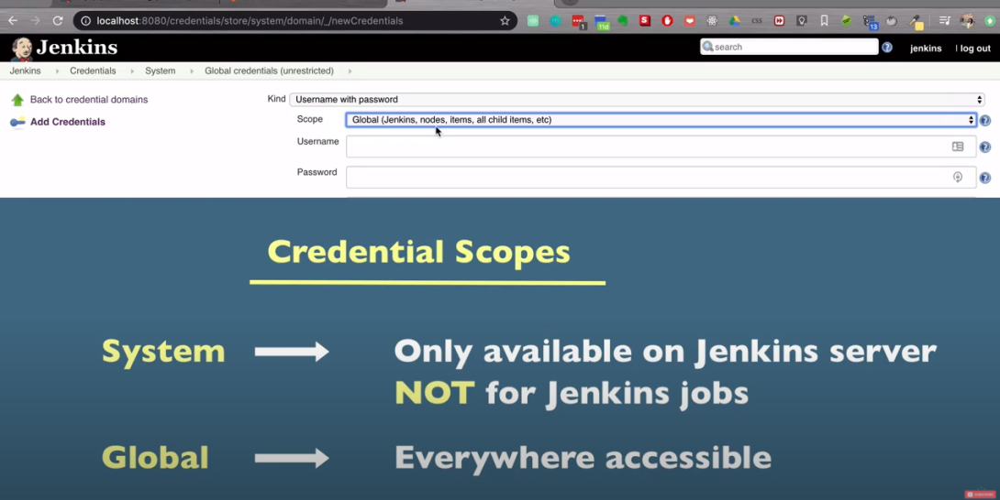 localhost:8080/credentials/store/system/domain/_/newCredentials
Jenkins
search
jenkins
| log out
Jenkins
Credentials
System
Global credentials (unrestricted)
Back to credential domains
Add Credentials
Kind
Username with password
Scope
Global (Jenkins, nodes, items, all child items, etc)
Username
Password
Credential Scopes
System
Only available on Jenkins server
NOT for Jenkins jobs
Global
Everywhere accessible